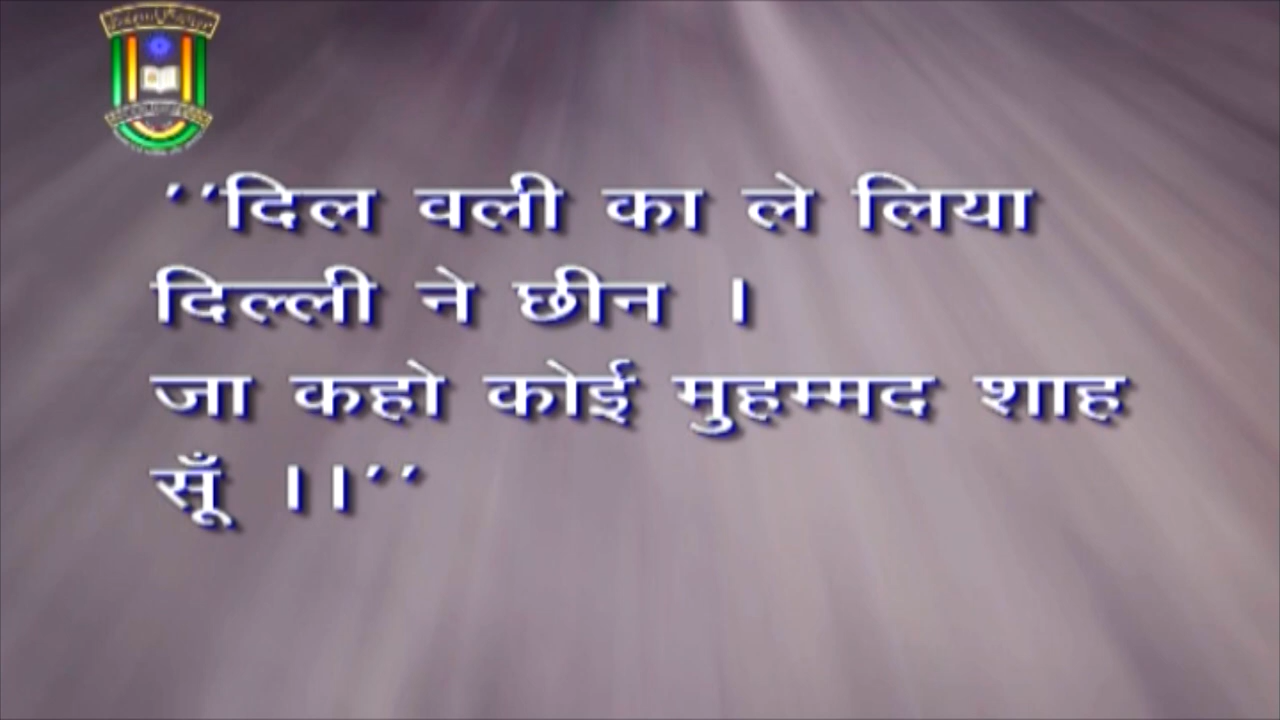 ´´दिल वली का ले लिया
दिल्ली ने छीन ।
जा कहो कोई मुहम्मद शाह
सूँ ।।´´